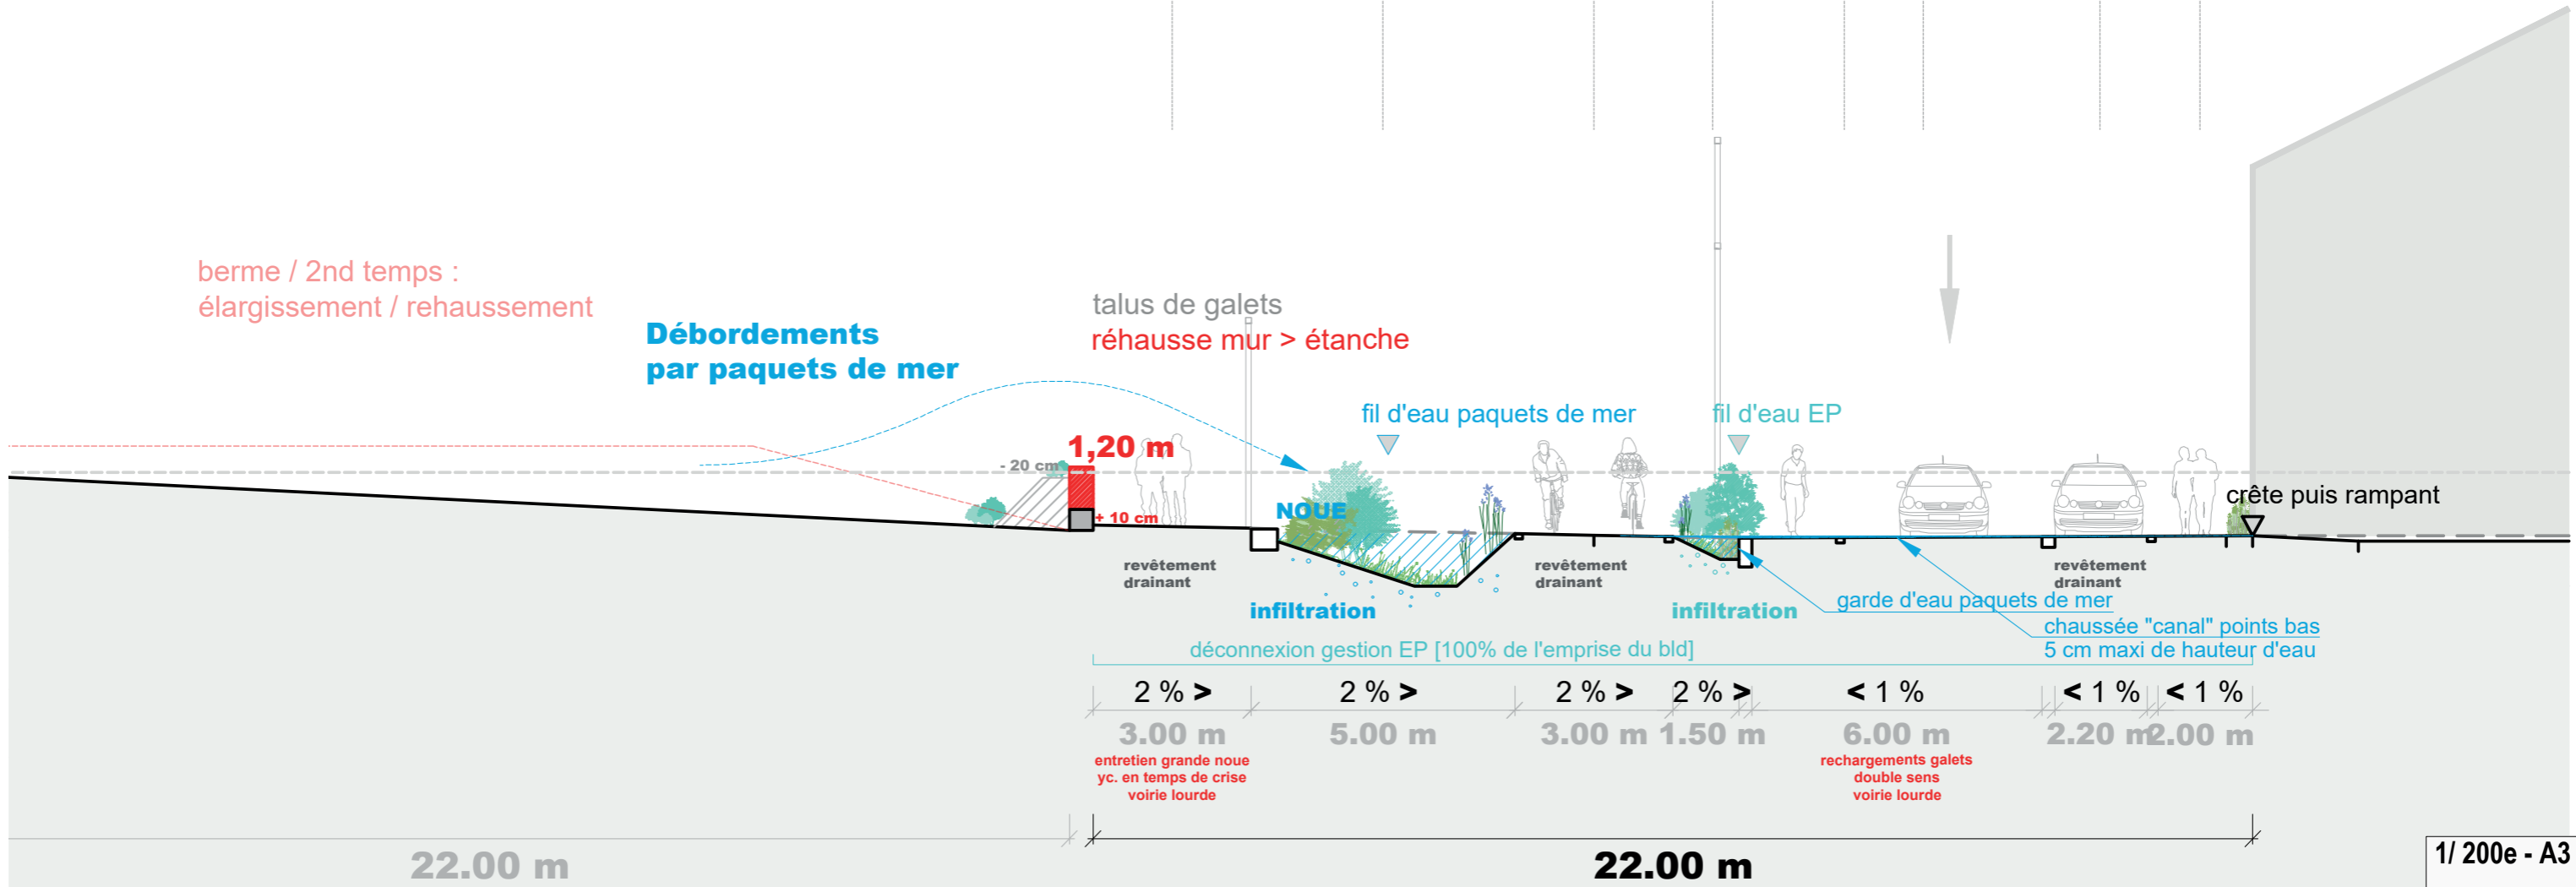 berme / 2nd temps :
élargissement / rehaussement
Débordements
par paquets de mer
talus de galets
réhausse mur > étanche
fil d'eau paquets de mer
fil d'eau EP
1,20 m
- 20 cm
+ 10 cm
NOUE
crête puis rampant
revêtement
drainant
revêtement
drainant
revêtement
drainant
infiltration
infiltration
garde d'eau paquets de mer
chaussée "canal" points bas
5 cm maxi de hauteur d'eau
déconnexion gestion EP [100% de l'emprise du bld]
2 % > 2 % > 2 % > 2 % > < 1 % < 1 % < 1 %
3.00 m 5.00 m 3.00 m 1.50 m 6.00 m 2.20 m 2.00 m
entretien grande noue
yc. en temps de crise
voirie lourde
rechargements galets
double sens
voirie lourde
22.00 m
22.00 m
1/ 200e - A3